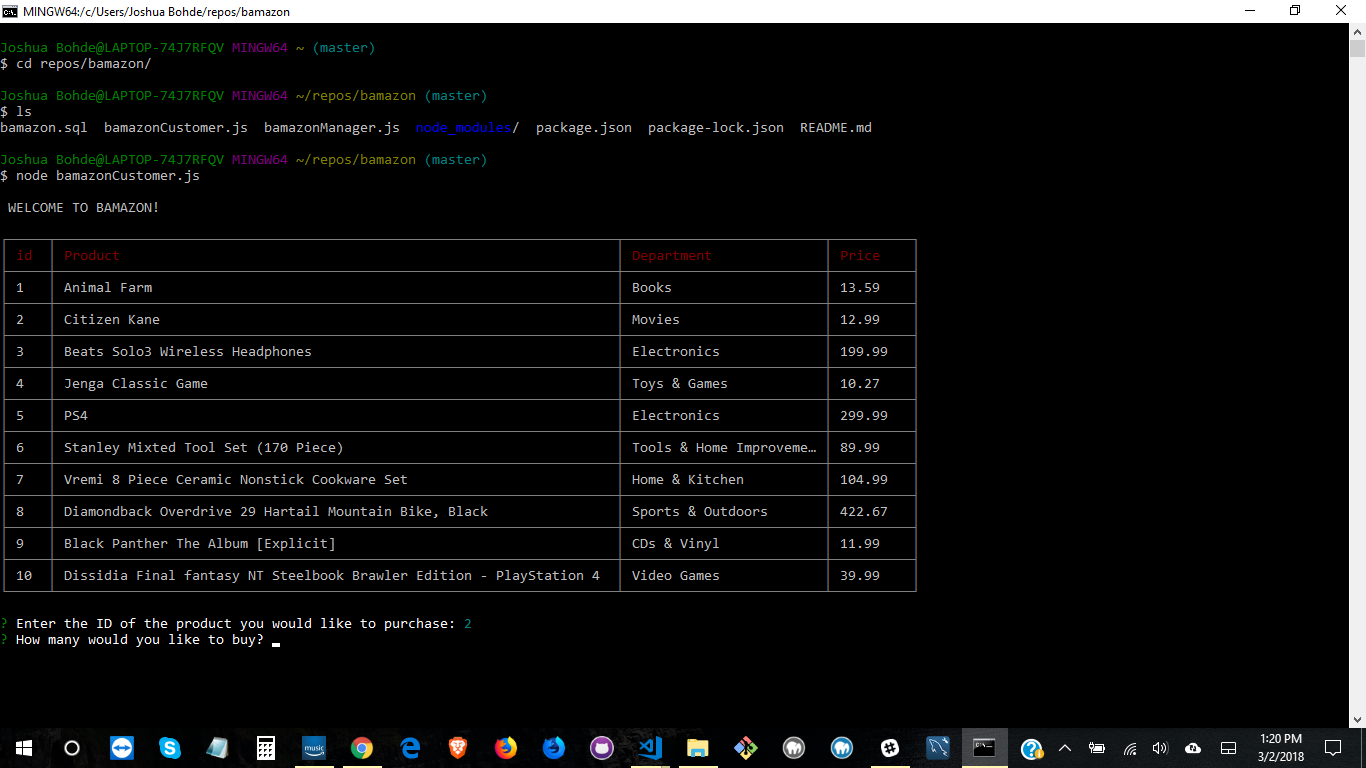 MINGW64:/c/Users/Joshua Bohde/repos/bamazon
Joshua Bohde@LAPTOP-74J7RFQV MINGW64 ~ (master)
$ cd repos/bamazon/
Joshua Bohde@LAPTOP-74J7RFQV MINGW64 ~/repos/bamazon (master)
$ ls
bamazon.sql bamazonCustomer.js bamazonManager.js node_modules/ package.json package-lock.json README.md
Joshua Bohde@LAPTOP-74J7RFQV MINGW64 ~/repos/bamazon (master)
$ node bamazonCustomer.js
WELCOME TO BAMAZON!
id Product Department Price
1 Animal Farm Books 13.59
2 Citizen Kane Movies 12.99
3 Beats Solo3 Wireless Headphones Electronics 199.99
4 Jenga Classic Game Toys & Games 10.27
5 PS4 Electronics 299.99
6 Stanley Mixted Tool Set (170 Piece) Tools & Home Improveme… 89.99
7 Vremi 8 Piece Ceramic Nonstick Cookware Set Home & Kitchen 104.99
8 Diamondback Overdrive 29 Hartail Mountain Bike, Black Sports & Outdoors 422.67
9 Black Panther The Album [Explicit] CDs & Vinyl 11.99
10 Dissidia Final fantasy NT Steelbook Brawler Edition - PlayStation 4 Video Games 39.99
? Enter the ID of the product you would like to purchase: 2
? How many would you like to buy?
music
1:20 PM
3/2/2018